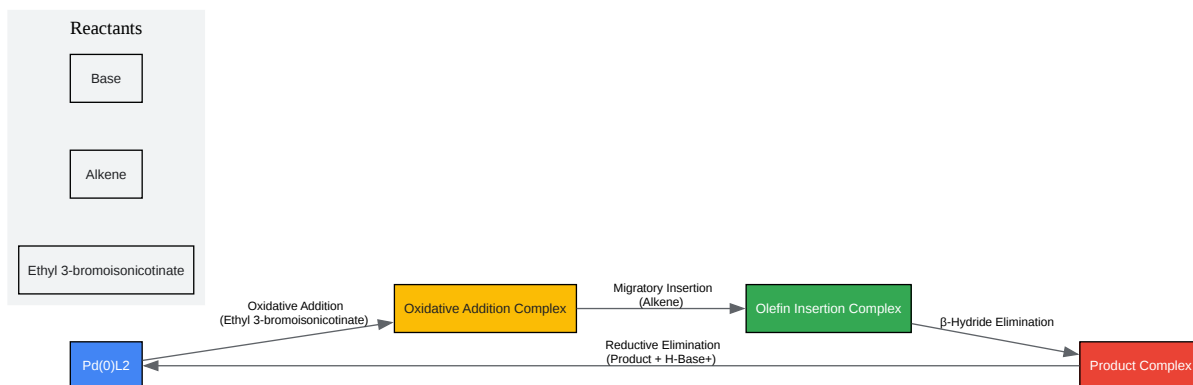 Reactants
Base
Alkene
Ethyl 3-bromoisonicotinate
Oxidative Addition
(Ethyl 3-bromoisonicotinate)
Oxidative Addition Complex
Migratory Insertion
(Alkene)
Olefin Insertion Complex
β-Hydride Elimination
Reductive Elimination
(Product + H-Base+)
Pd(0)L2
Product Complex